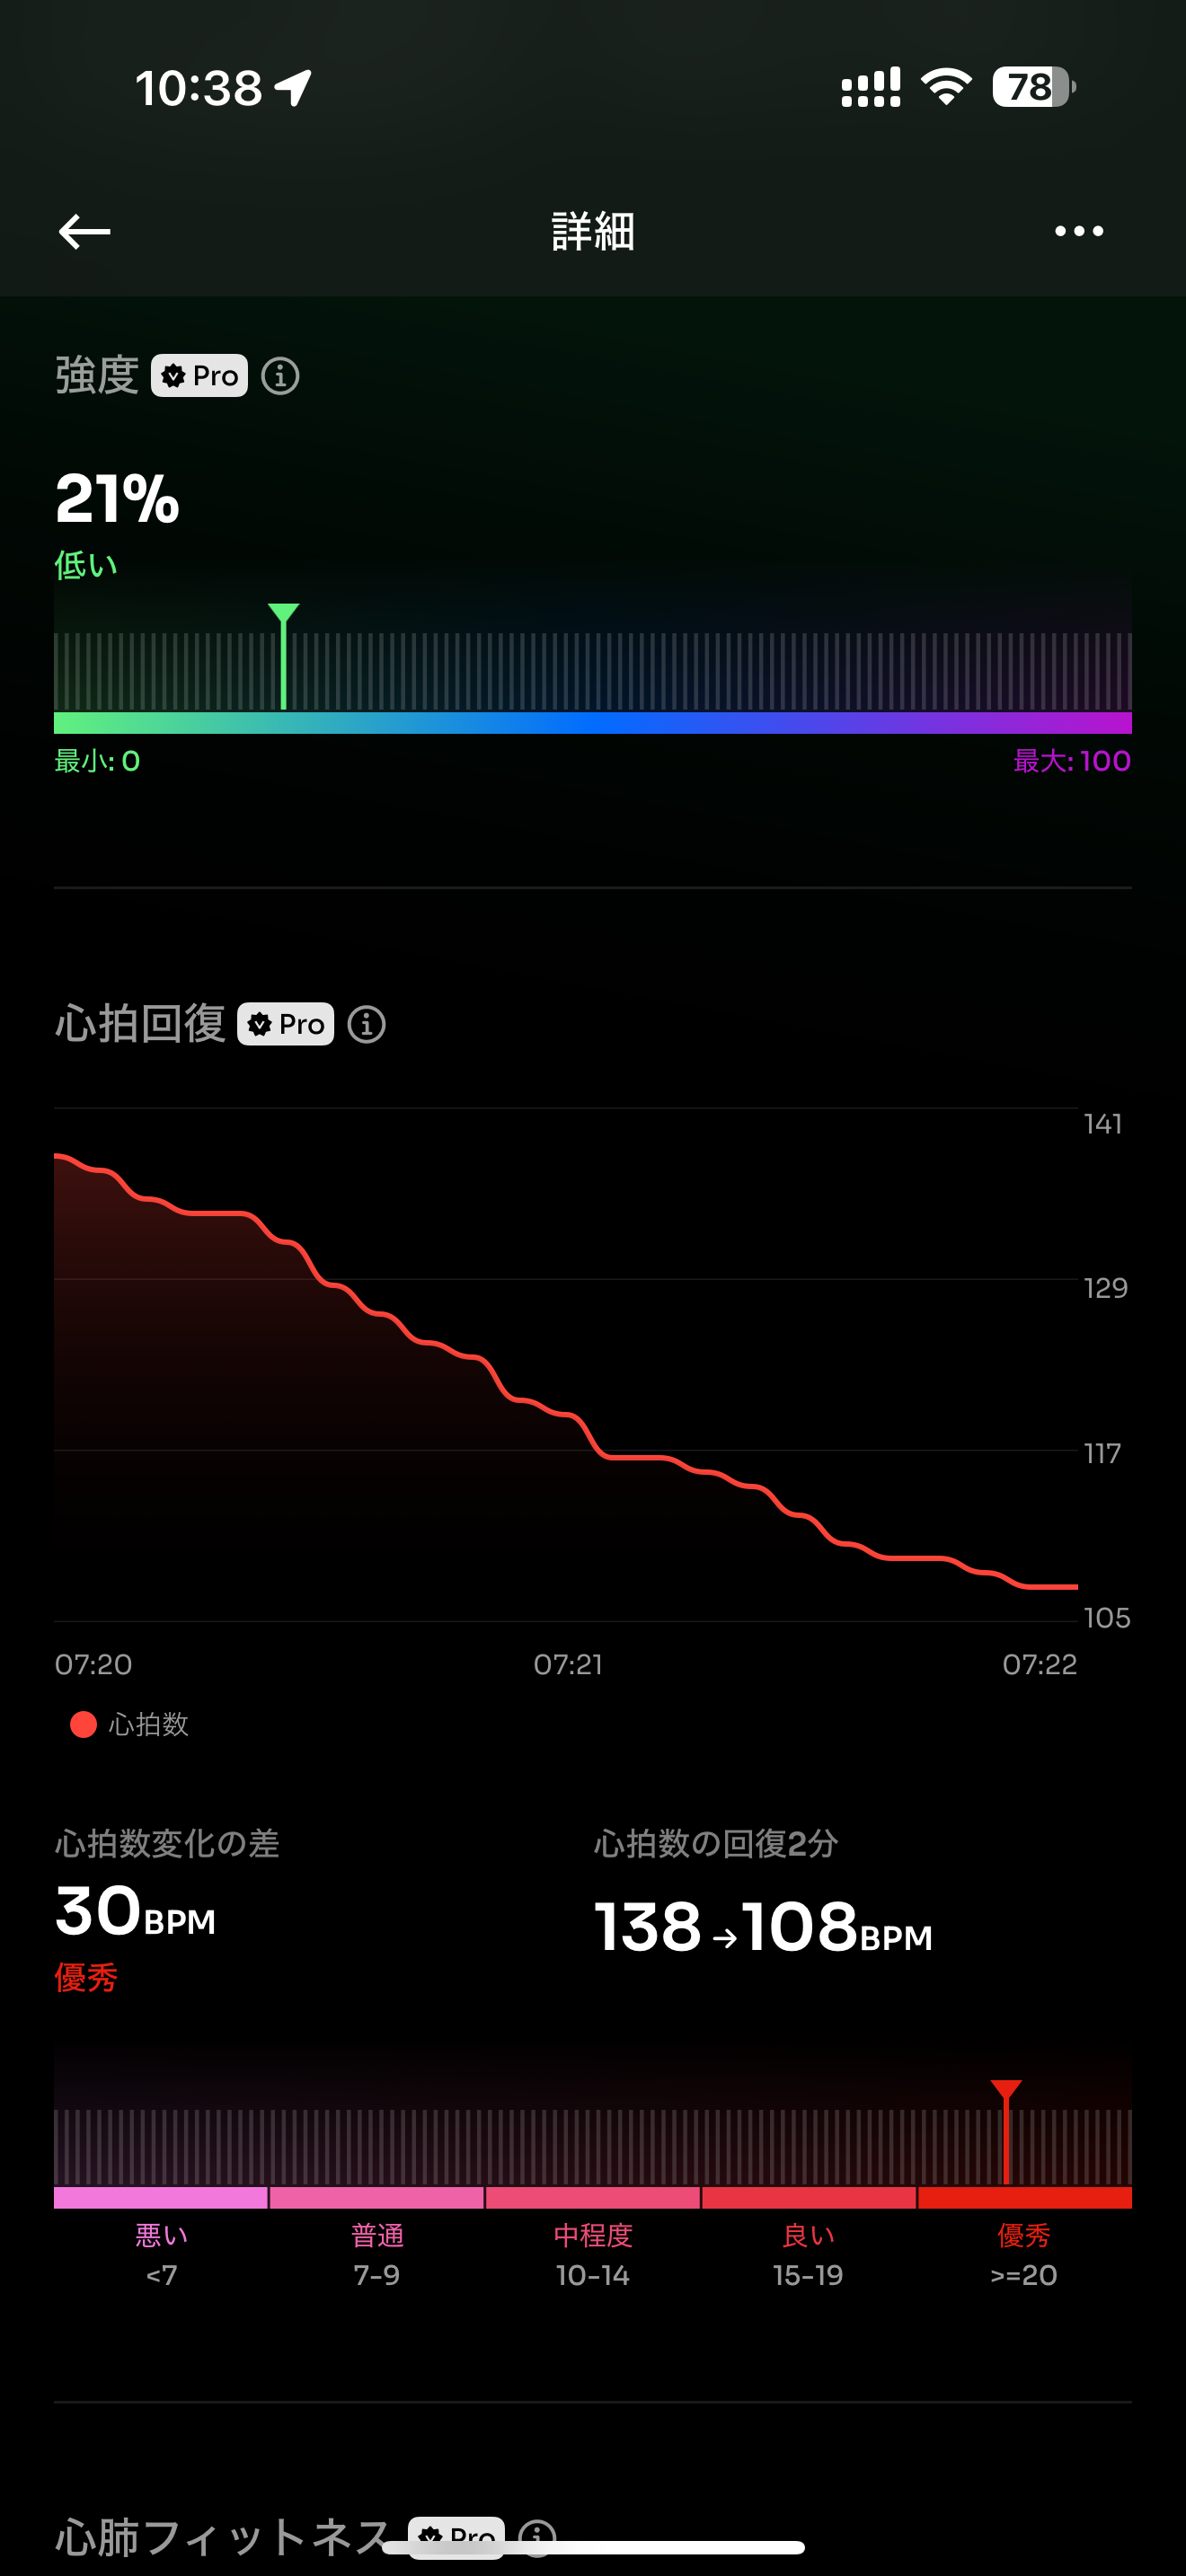 10:38
78
詳細
強度 Pro
21%
低い
最小: 0 最大: 100
心拍回復 Pro
141
129
117
105
07:20 07:21 07:22
心拍数
心拍数変化の差 心拍数の回復2分
30BPM 138→108BPM
優秀
悪い 普通 中程度 良い 優秀
<7 7-9 10-14 15-19 >=20
心肺フィットネス Pro